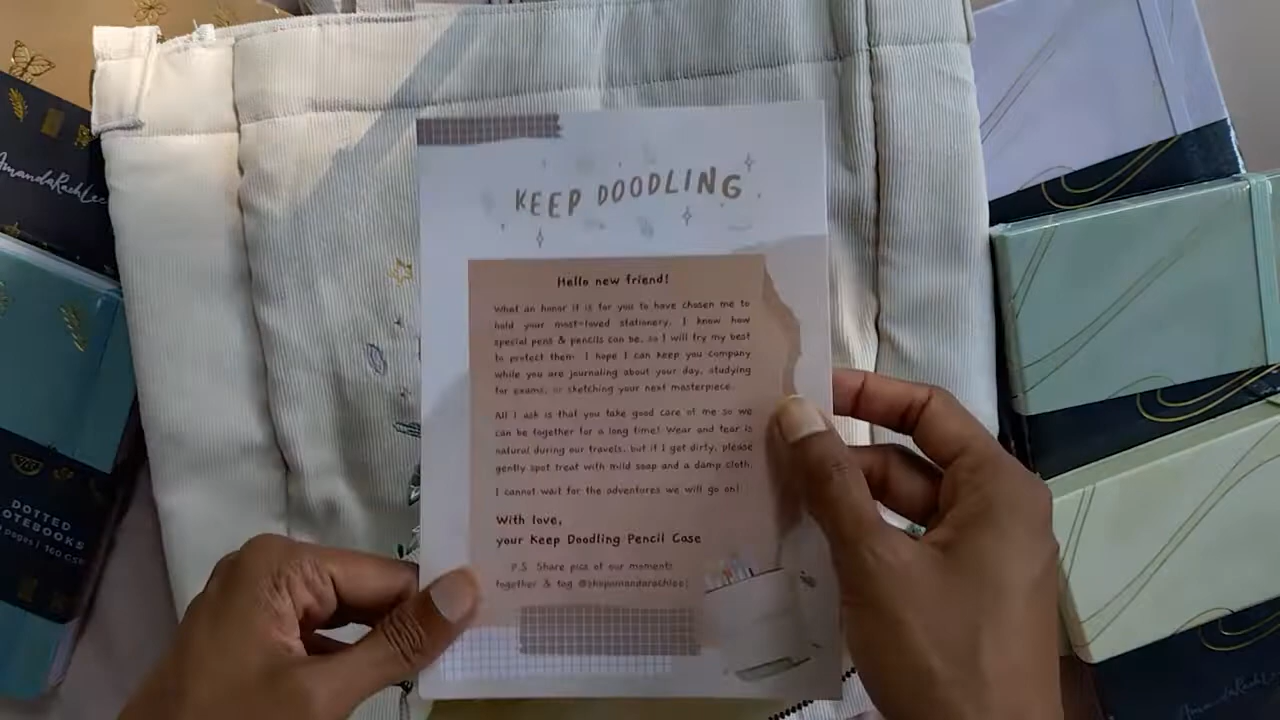 KEEP DOODLING
Hello new friend!
What an honor it is for you to have chosen me to
hold your most-loved stationery. I know how
special pens & pencils can be, so I will try my best
to protect them. I hope I can keep you company
while you are journaling about your day, studying
for exams, or sketching your next masterpiece.
All I ask is that you take good care of me so we
can be together for a long time! Wear and tear is
natural during our travels, but if I get dirty, please
gently spot treat with mild soap and a damp cloth.
I cannot wait for the adventures we will go on!
With love,
your Keep Doodling Pencil Case
P.S. Share pics of our moments
together & tag @shopamandarachlee!
AmandaRachLee
DOTTED
NOTEBOOKS
pages | 160 GSM
AmandaRachLee